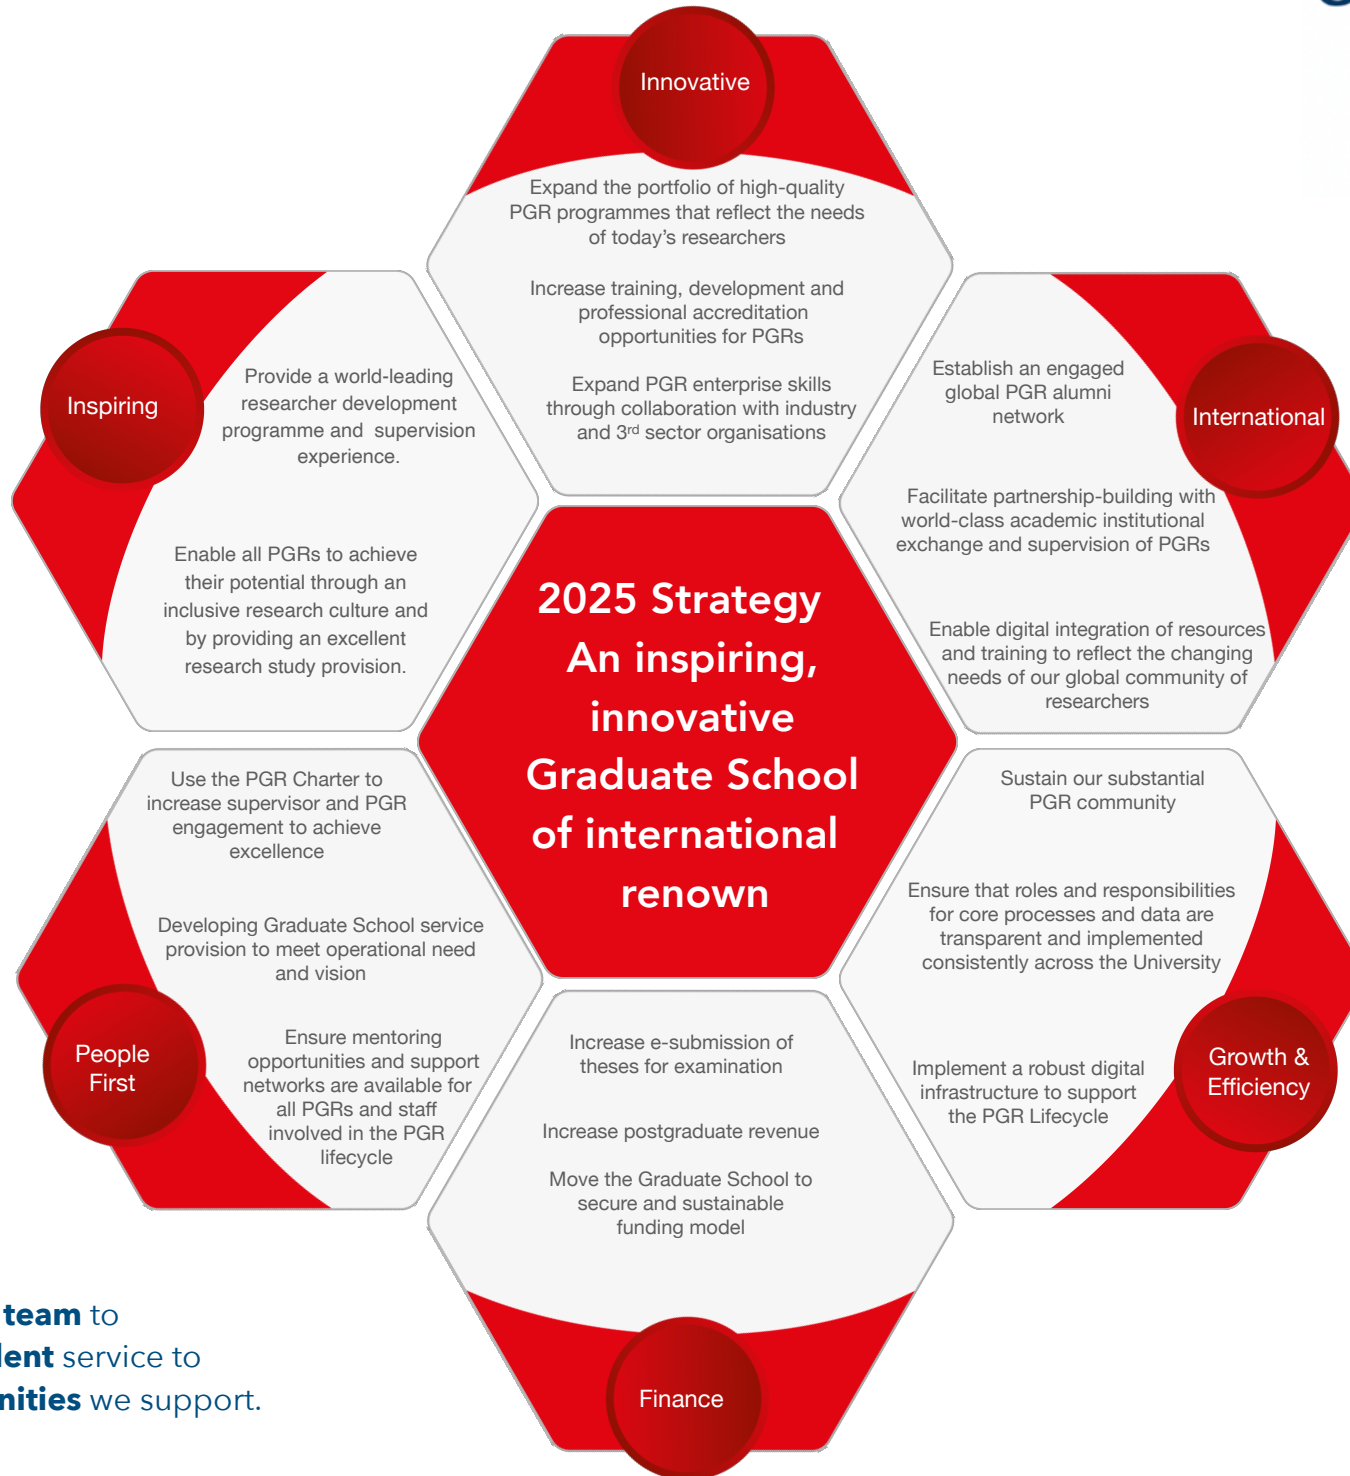 Innovative
Expand the portfolio of high-quality
PGR programmes that reflect the needs
of today's researchers
Increase training, development and
professional accreditation
opportunities for PGRs
Expand PGR enterprise skills
through collaboration with industry
and 3rd sector organisations
Inspiring
Provide a world-leading
researcher development
programme and supervision
experience.
Enable all PGRs to achieve
their potential through an
inclusive research culture and
by providing an excellent
research study provision.
International
Establish an engaged
global PGR alumni
network
Facilitate partnership-building with
world-class academic institutional
exchange and supervision of PGRs
Enable digital integration of resources
and training to reflect the changing
needs of our global community of
researchers
2025 Strategy
An inspiring,
innovative
Graduate School
of international
renown
Use the PGR Charter to
increase supervisor and PGR
engagement to achieve
excellence
Developing Graduate School service
provision to meet operational need
and vision
Ensure mentoring
opportunities and support
networks are available for
all PGRs and staff
involved in the PGR
lifecycle
People
First
Sustain our substantial
PGR community
Ensure that roles and responsibilities
for core processes and data are
transparent and implemented
consistently across the University
Implement a robust digital
infrastructure to support
the PGR Lifecycle
Growth &
Efficiency
Increase e-submission of
theses for examination
Increase postgraduate revenue
Move the Graduate School to
secure and sustainable
funding model
Finance
team to
service to
we support.